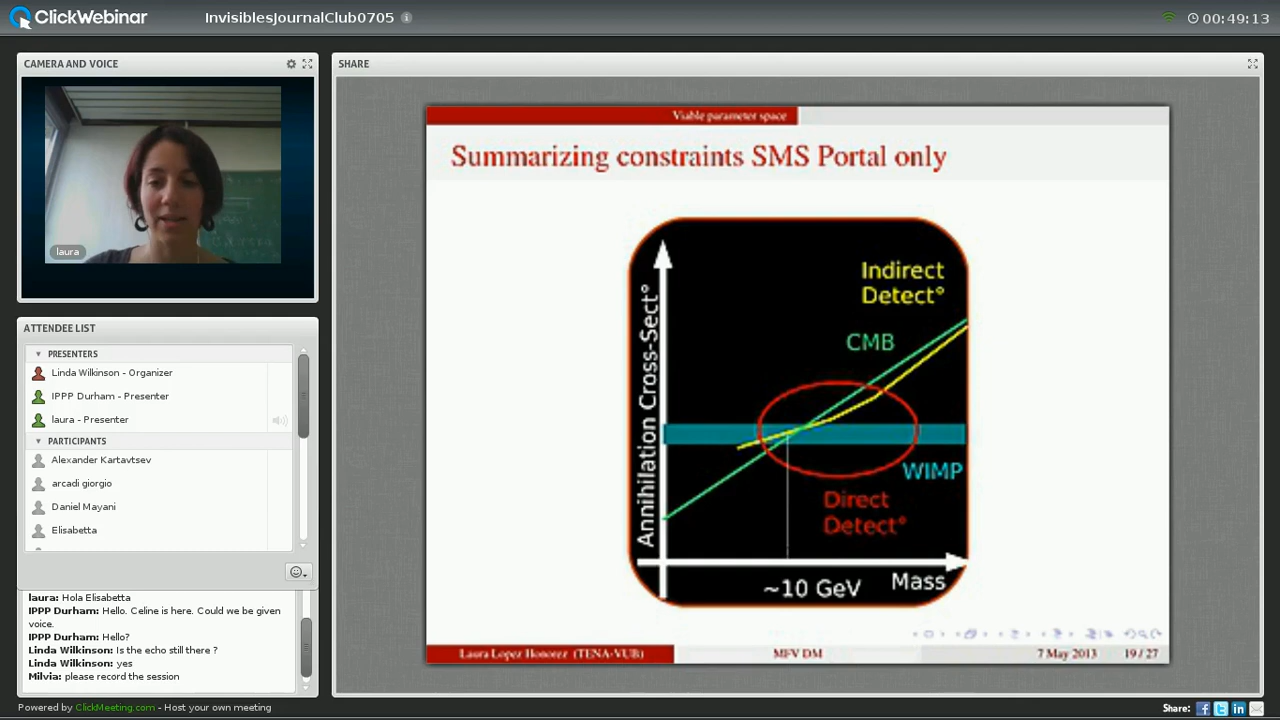 ClickWebinar
InvisiblesJournalClub0705
00:49:13
CAMERA AND VOICE
laura
ATTENDEE LIST
PRESENTERS
Linda Wilkinson - Organizer
IPPP Durham - Presenter
laura - Presenter
PARTICIPANTS
Alexander Kartavtsev
arcadi giorgio
Daniel Mayani
Elisabetta
laura: Hola Elisabetta
IPPP Durham: Hello. Celine is here. Could we be given
voice.
IPPP Durham: Hello?
Linda Wilkinson: Is the echo still there ?
Linda Wilkinson: yes
Milvia: please record the session
SHARE
Viable parameter space
Summarizing constraints SMS Portal only
Annihilation Cross-Sect°
Indirect
Detect°
CMB
WIMP
Direct
Detect°
~10 GeV
Mass
Laura Lopez Honorez (TENA-VUB)
MFV DM
7 May 2013
19 / 27
Powered by ClickMeeting.com - Host your own meeting
Share: